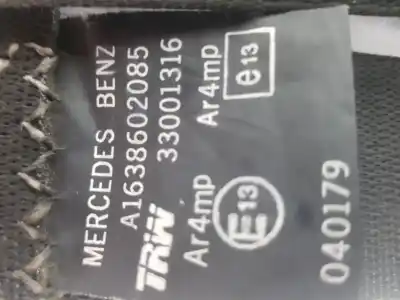 MERCEDES BENZ
A1638602085
TRW 33001316
Ar4mp Ar4mp
E13 e13
040179